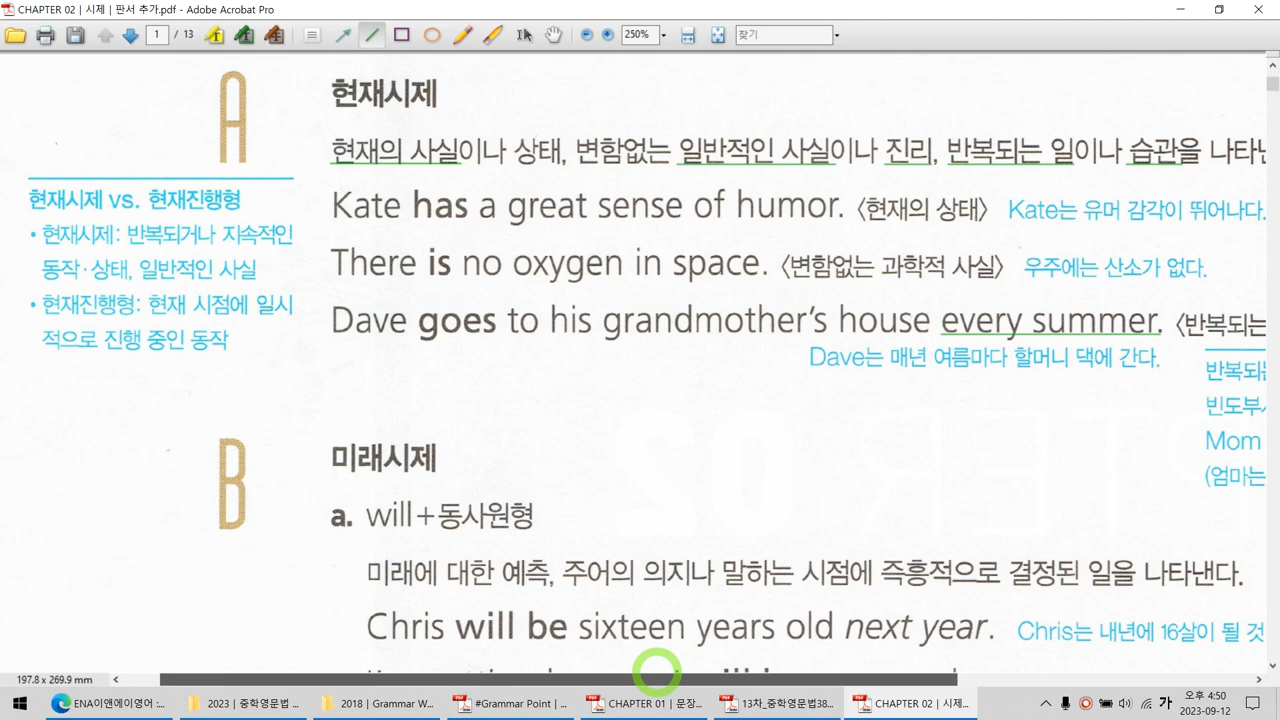 CHAPTER 02 | 시제 | 판서 추가.pdf - Adobe Acrobat Pro
1 / 13
250%
찾기
A
현재시제
현재의 사실이나 상태, 변함없는 일반적인 사실이나 진리, 반복되는 일이나 습관을 나타낸
현재시제 vs. 현재진행형
• 현재시제: 반복되거나 지속적인
동작·상태, 일반적인 사실
• 현재진행형: 현재 시점에 일시
적으로 진행 중인 동작
Kate has a great sense of humor. 〈현재의 상태〉 Kate는 유머 감각이 뛰어나다.
There is no oxygen in space. 〈변함없는 과학적 사실〉 우주에는 산소가 없다.
Dave goes to his grandmother's house every summer. 〈반복되는
Dave는 매년 여름마다 할머니 댁에 간다.
반복되는
빈도부사
Mom
(엄마는
B
미래시제
a. will+동사원형
미래에 대한 예측, 주어의 의지나 말하는 시점에 즉흥적으로 결정된 일을 나타낸다.
Chris will be sixteen years old next year. Chris는 내년에 16살이 될 것
197.8 x 269.9 mm
ENA이앤에이영어 :...
2023 | 중학영문법 ...
2018 | Grammar W...
#Grammar Point | ...
CHAPTER 01 | 문장...
13차_중학영문법38...
CHAPTER 02 | 시제...
가
오후 4:50
2023-09-12